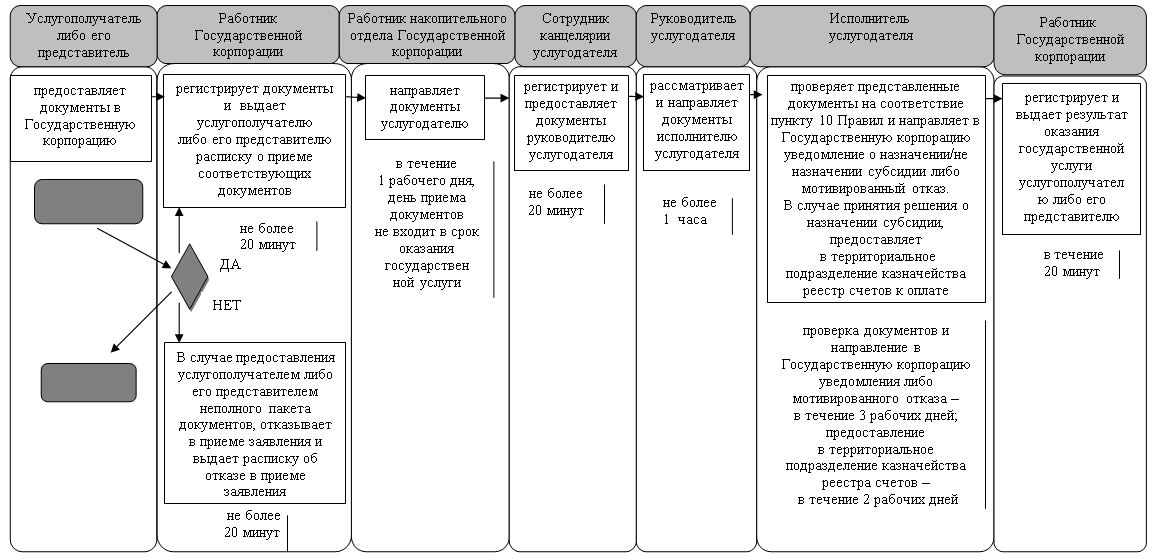 Услугополучатель
либо его
представитель
Работник
Государственной
корпорации
Работник накопительного
отдела Государственной
корпорации
Сотрудник
канцелярии
услугодателя
Руководитель
услугодателя
Исполнитель
услугодателя
Работник
Государственной
корпорации
предоставляет
документы в
Государственную
корпорацию
регистрирует документы
и выдает
услугополучателю
либо его представителю
расписку о приеме
соответствующих
документов
не более
20 минут
ДА
НЕТ
В случае предоставления
услугополучателем либо
его представителем
неполного пакета
документов, отказывает
в приеме заявления и
выдает расписку об
отказе в приеме
заявления
не более
20 минут
направляет
документы
услугодателю
в течение
1 рабочего дня,
день приема
документов
не входит в срок
оказания
государствен
ной услуги
регистрирует и
предоставляет
документы
руководителю
услугодателя
не более
20 минут
рассматривает
и направляет
документы
исполнителю
услугодателя
не более
1 часа
проверяет представленные
документы на соответствие
пункту 10 Правил и направляет в
Государственную корпорацию
уведомление о назначении/не
назначении субсидии либо
мотивированный отказ.
В случае принятия решения о
назначении субсидии,
предоставляет
в территориальное
подразделение казначейства
реестр счетов к оплате
проверка документов и
направление в
Государственную корпорацию
уведомления либо
мотивированного отказа –
в течение 3 рабочих дней;
предоставление
в территориальное
подразделение казначейства
реестра счетов –
в течение 2 рабочих дней
регистрирует и
выдает результат
оказания
государственной
услуги
услугополучател
ю либо его
представителю
в течение
20 минут